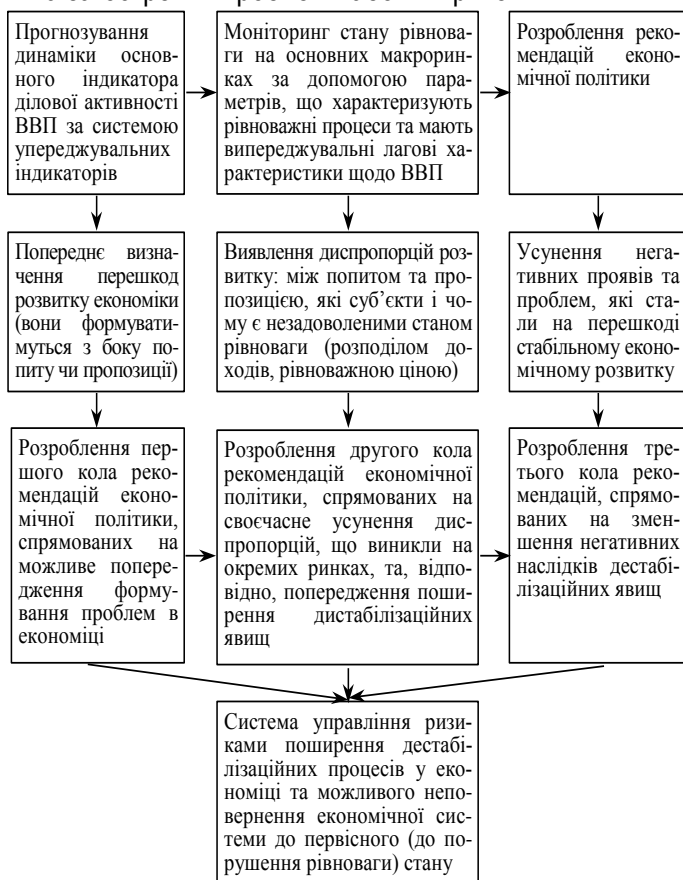 Прогнозування
динаміки основ-
ного індикатора
ділової активності
ВВП за системою
упереджувальних
індикаторів
Моніторинг стану рівнова-
ги на основних макрорин-
ках за допомогою пара-
метрів, що характеризують
рівноважні процеси та мають
випереджувальні лагові ха-
рактеристики щодо ВВП
Розроблення реко-
мендацій еконо-
мічної політики
Попереднє визна-
чення перешкод
розвитку економіки
(вони формувати-
муться з боку по-
питу чи пропозиції)
Виявлення диспропорцій роз-
витку: між попитом та про-
позицією, які суб’єкти і чо-
му є незадоволеними станом
рівноваги (розподілом до-
ходів, рівноважною ціною)
Усунення нега-
тивних проявів та
проблем, які ста-
ли на перешкоді
стабільному еконо-
мічному розвитку
Розроблення пер-
шого кола реко-
мендацій еконо-
мічної політики,
спрямованих на
можливе попере-
дження форму-
вання проблем в
економіці
Розроблення другого кола
рекомендацій економічної
політики, спрямованих на
своєчасне усунення дис-
пропорцій, що виникли на
окремих ринках, та, відпо-
відно, попередження поши-
рення дистабілізаційних
явищ
Розроблення тре-
тього кола реко-
мендацій, спрямо-
ваних на змен-
шення негативних
наслідків дестабі-
лізаційних явищ
Система управління ризи-
ками поширення дестабі-
лізаційних процесів у еко-
номіці та можливого непо-
вернення економічної сис-
теми до первісного (до по-
рушення рівноваги) стану